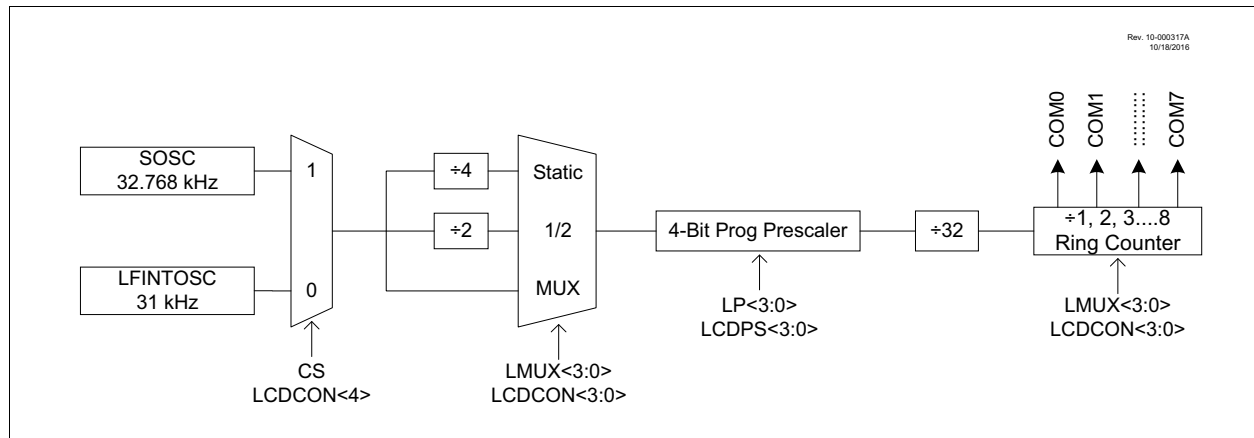 Rev. 10-000317A
10/18/2016
SOSC
32.768 kHz
LFINTOSC
31 kHz
1
0
CS
LCDCON<4>
÷4
÷2
Static
1/2
MUX
LMUX<3:0>
LCDCON<3:0>
4-Bit Prog Prescaler
LP<3:0>
LCDPS<3:0>
÷32
COM0
COM1
........
COM7
÷1, 2, 3....8
Ring Counter
LMUX<3:0>
LCDCON<3:0>